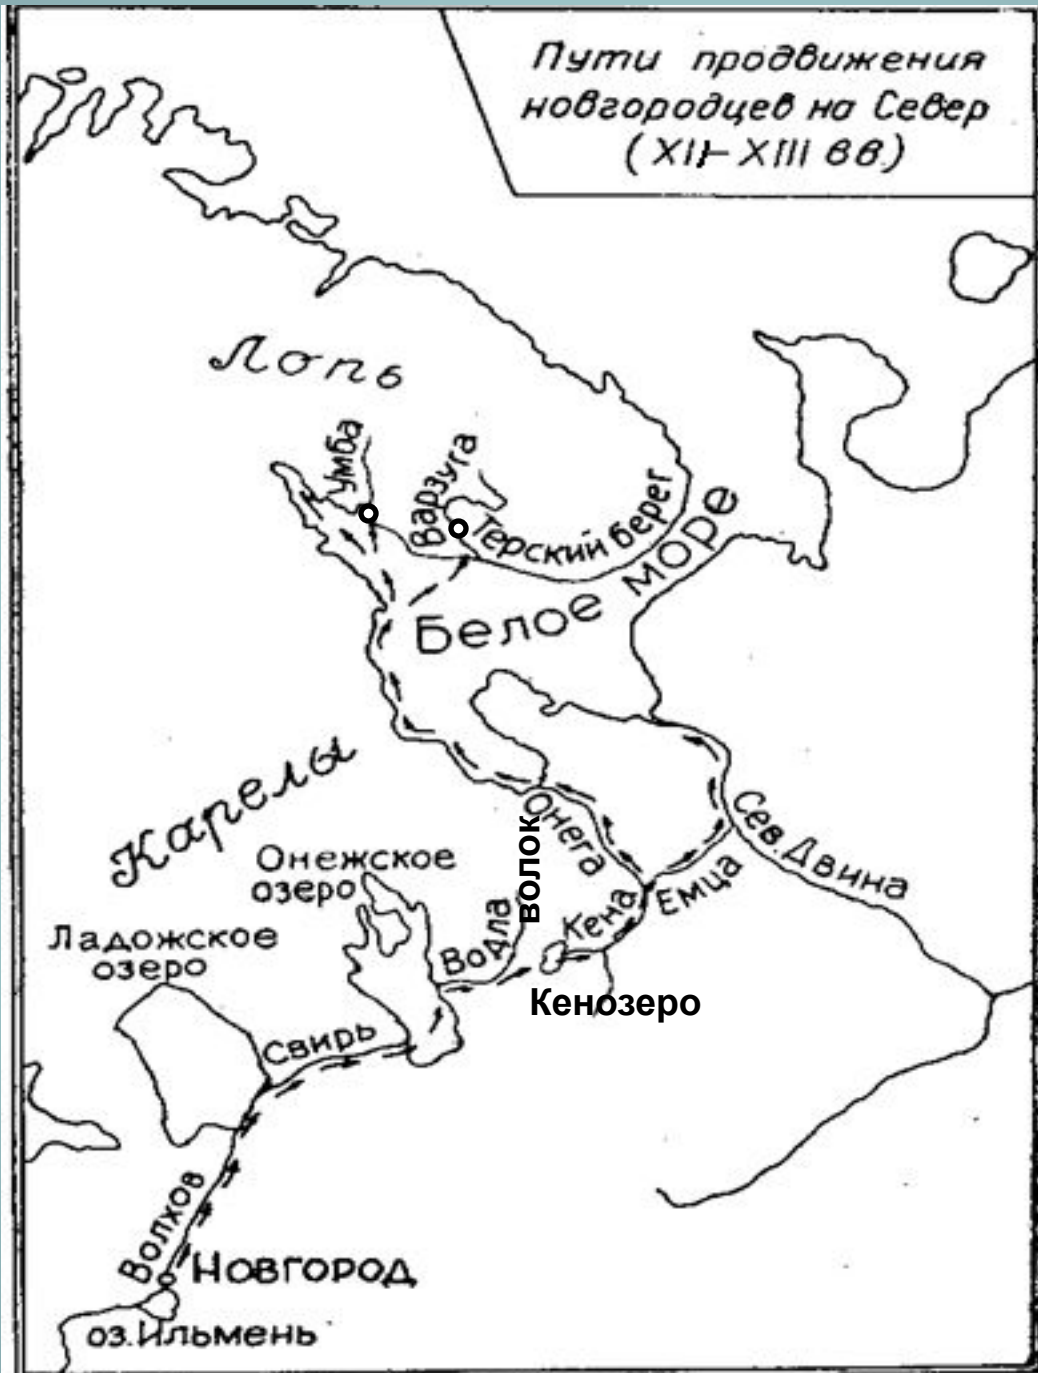 Пути продвижения
новгородцев на Север
(XII-XIII вв.)
Лопь
Умба
Варзуга
Терский берег
Белое море
Карелы
Онега
волок
Сев. Двина
Онежское
озеро
Емца
Кена
Водла
Ладожское
озеро
Кенозеро
Свирь
Волхов
Новгород
оз. Ильмень